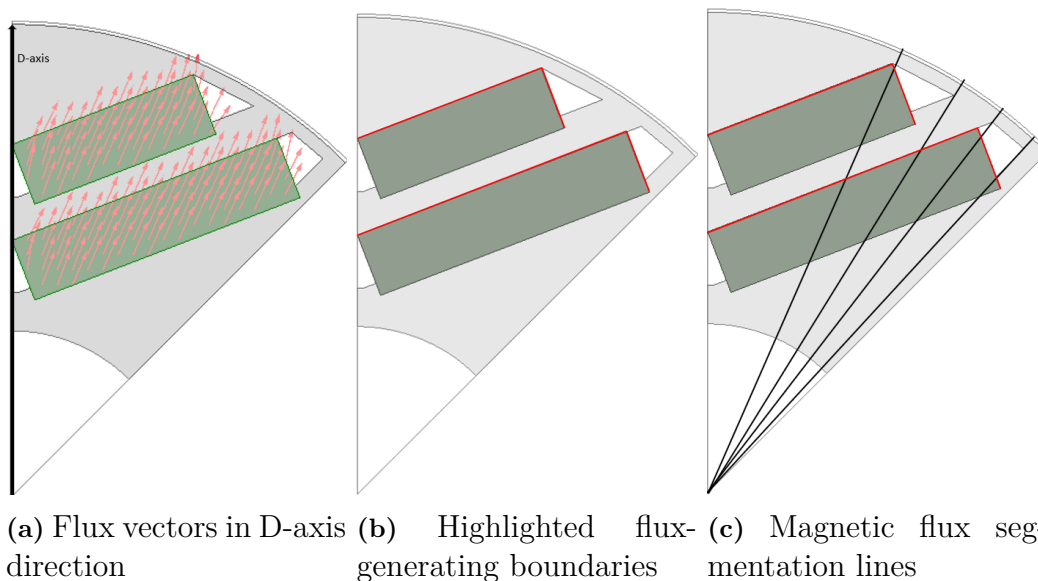 D-axis
(a) Flux vectors in D-axis
direction
(b) Highlighted flux-
generating boundaries
(c) Magnetic flux seg-
mentation lines